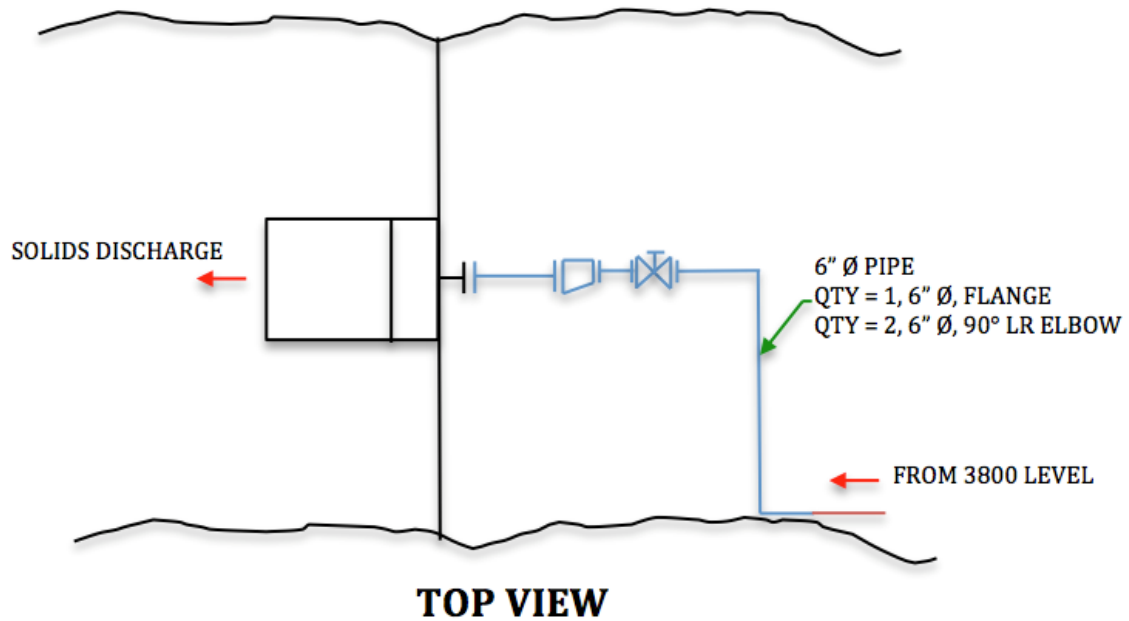 SOLIDS DISCHARGE
6” Ø PIPE
QTY = 1, 6” Ø, FLANGE
QTY = 2, 6” Ø, 90° LR ELBOW
FROM 3800 LEVEL
TOP VIEW